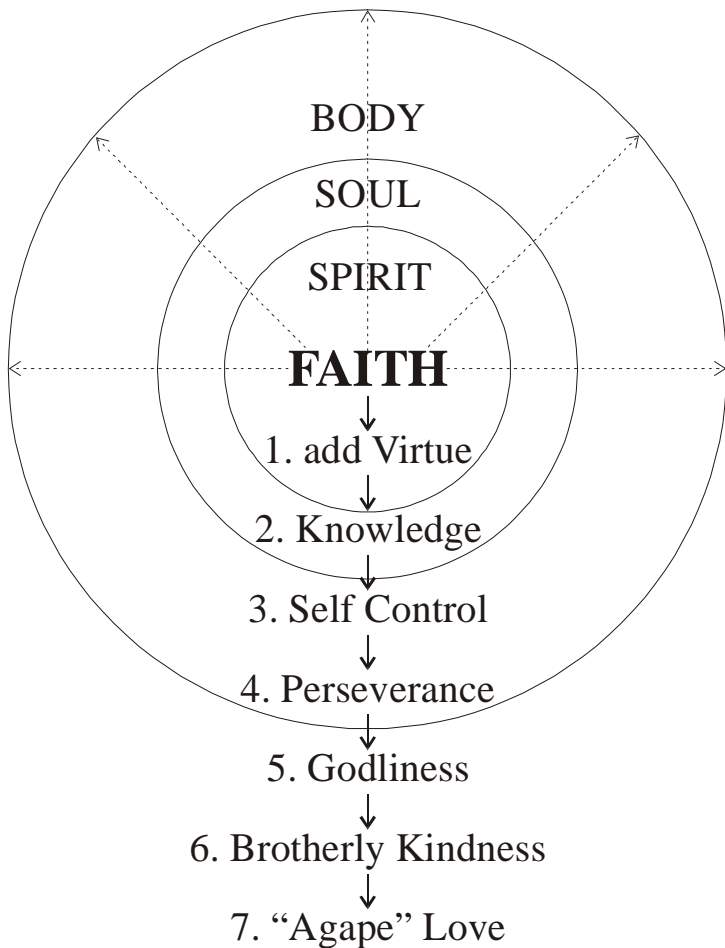 BODY
SOUL
SPIRIT
FAITH
1. add Virtue
2. Knowledge
3. Self Control
4. Perseverance
5. Godliness
6. Brotherly Kindness
7. “Agape” Love